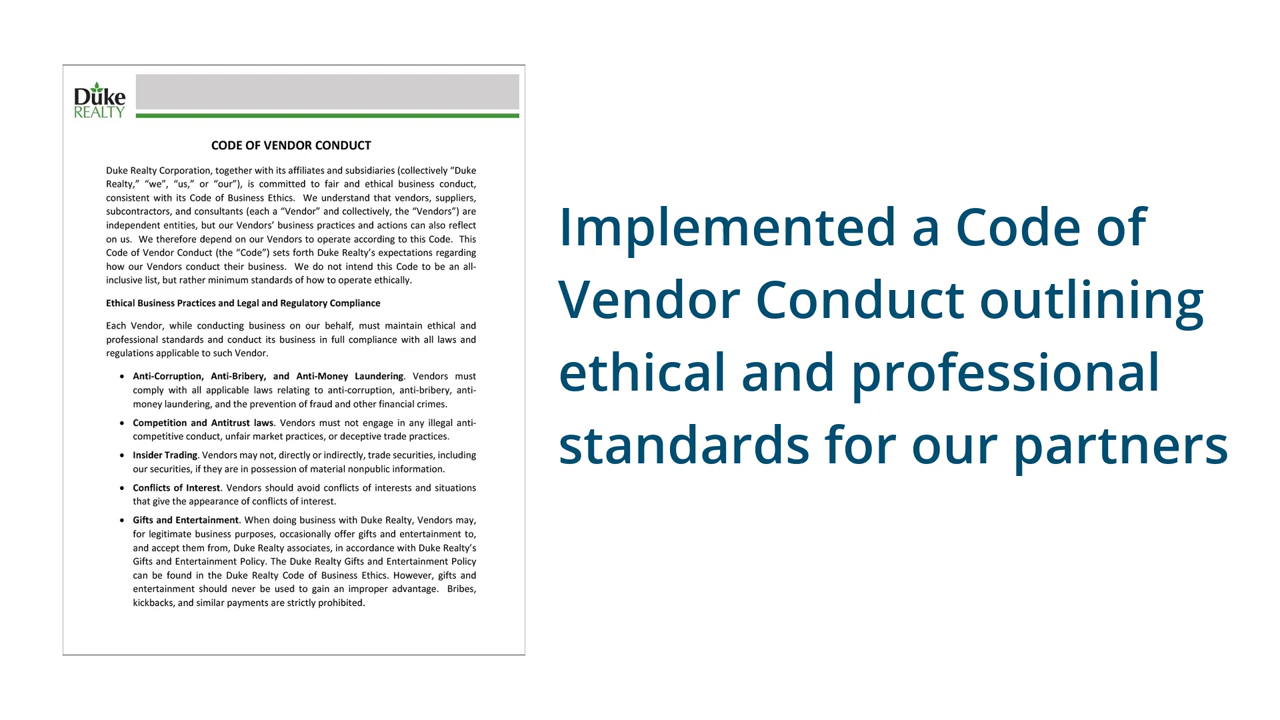 Duke
REALTY
CODE OF VENDOR CONDUCT
Duke Realty Corporation, together with its affiliates and subsidiaries (collectively “Duke
Realty,” “we”, “us,” or “our”), is committed to fair and ethical business conduct,
consistent with its Code of Business Ethics. We understand that vendors, suppliers,
subcontractors, and consultants (each a “Vendor” and collectively, the “Vendors”) are
independent entities, but our Vendors’ business practices and actions can also reflect
on us. We therefore depend on our Vendors to operate according to this Code. This
Code of Vendor Conduct (the “Code”) sets forth Duke Realty’s expectations regarding
how our Vendors conduct their business. We do not intend this Code to be an all-
inclusive list, but rather minimum standards of how to operate ethically.
Ethical Business Practices and Legal and Regulatory Compliance
Each Vendor, while conducting business on our behalf, must maintain ethical and
professional standards and conduct its business in full compliance with all laws and
regulations applicable to such Vendor.
• Anti-Corruption, Anti-Bribery, and Anti-Money Laundering. Vendors must
comply with all applicable laws relating to anti-corruption, anti-bribery, anti-
money laundering, and the prevention of fraud and other financial crimes.
• Competition and Antitrust laws. Vendors must not engage in any illegal anti-
competitive conduct, unfair market practices, or deceptive trade practices.
• Insider Trading. Vendors may not, directly or indirectly, trade securities, including
our securities, if they are in possession of material nonpublic information.
• Conflicts of Interest. Vendors should avoid conflicts of interests and situations
that give the appearance of conflicts of interest.
• Gifts and Entertainment. When doing business with Duke Realty, Vendors may,
for legitimate business purposes, occasionally offer gifts and entertainment to,
and accept them from, Duke Realty associates, in accordance with Duke Realty’s
Gifts and Entertainment Policy. The Duke Realty Gifts and Entertainment Policy
can be found in the Duke Realty Code of Business Ethics. However, gifts and
entertainment should never be used to gain an improper advantage. Bribes,
kickbacks, and similar payments are strictly prohibited.
Implemented a Code of
Vendor Conduct outlining
ethical and professional
standards for our partners